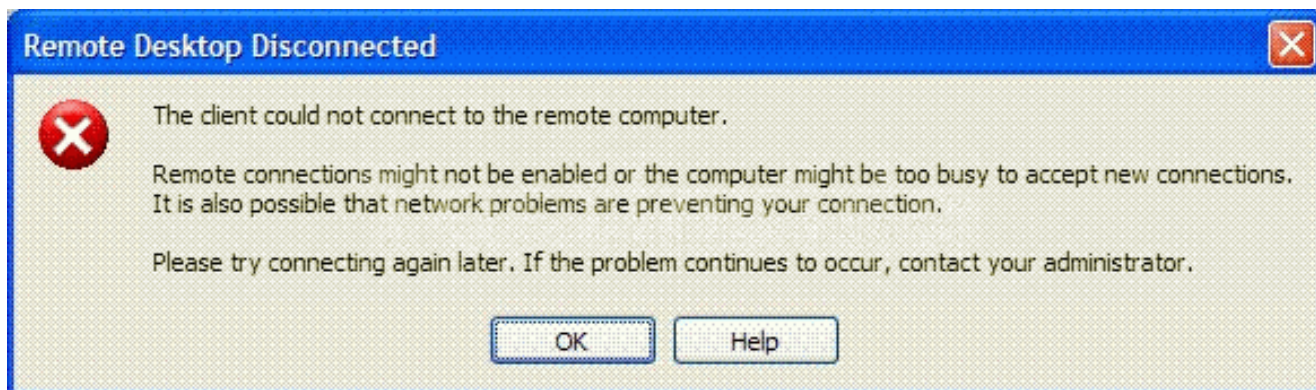 Remote Desktop Disconnected
The client could not connect to the remote computer.
Remote connections might not be enabled or the computer might be too busy to accept new connections.
It is also possible that network problems are preventing your connection.
Please try connecting again later. If the problem continues to occur, contact your administrator.
OK
Help